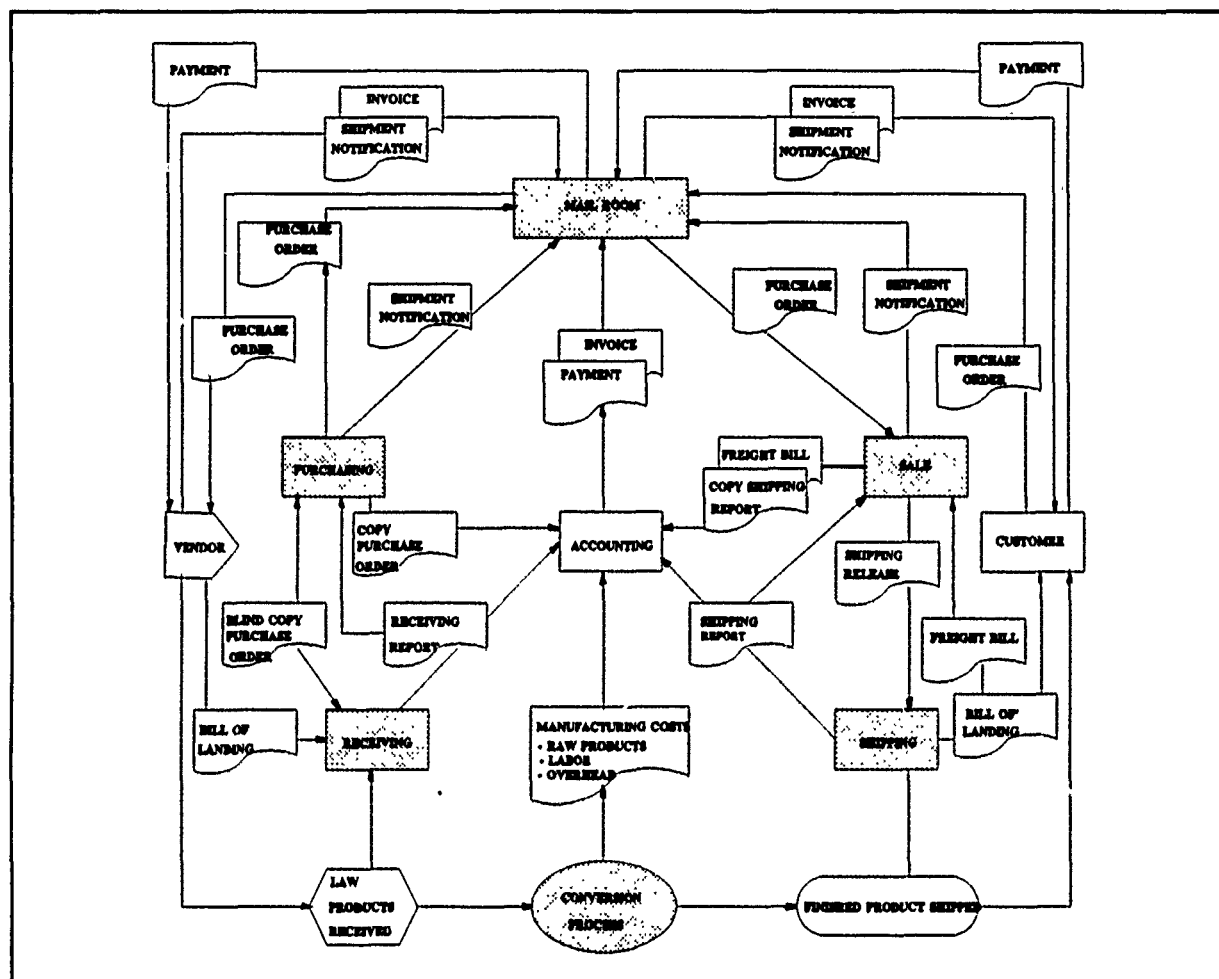 PAYMENT
PAYMENT
INVOICE
SHIPMENT
NOTIFICATION
INVOICE
SHIPMENT
NOTIFICATION
MAIL ROOM
PURCHASE
ORDER
SHIPMENT
NOTIFICATION
PURCHASE
ORDER
SHIPMENT
NOTIFICATION
PURCHASE
ORDER
INVOICE
PAYMENT
PURCHASE
ORDER
PURCHASING
FREIGHT BILL
COPY SHIPPING
REPORT
SALE
VENDOR
COPY
PURCHASE
ORDER
ACCOUNTING
SHIPPING
RELEASE
CUSTOMER
BLIND COPY
PURCHASE
ORDER
RECEIVING
REPORT
SHIPPING
REPORT
FREIGHT BILL
BILL OF
LANDING
RECEIVING
MANUFACTURING COSTS
• RAW PRODUCTS
• LABOR
• OVERHEAD
SHIPPING
BILL OF
LANDING
LAW
PRODUCTS
RECEIVEG
CONVERSION
PROCESS
FINISRED PRODUCT SHIPPED